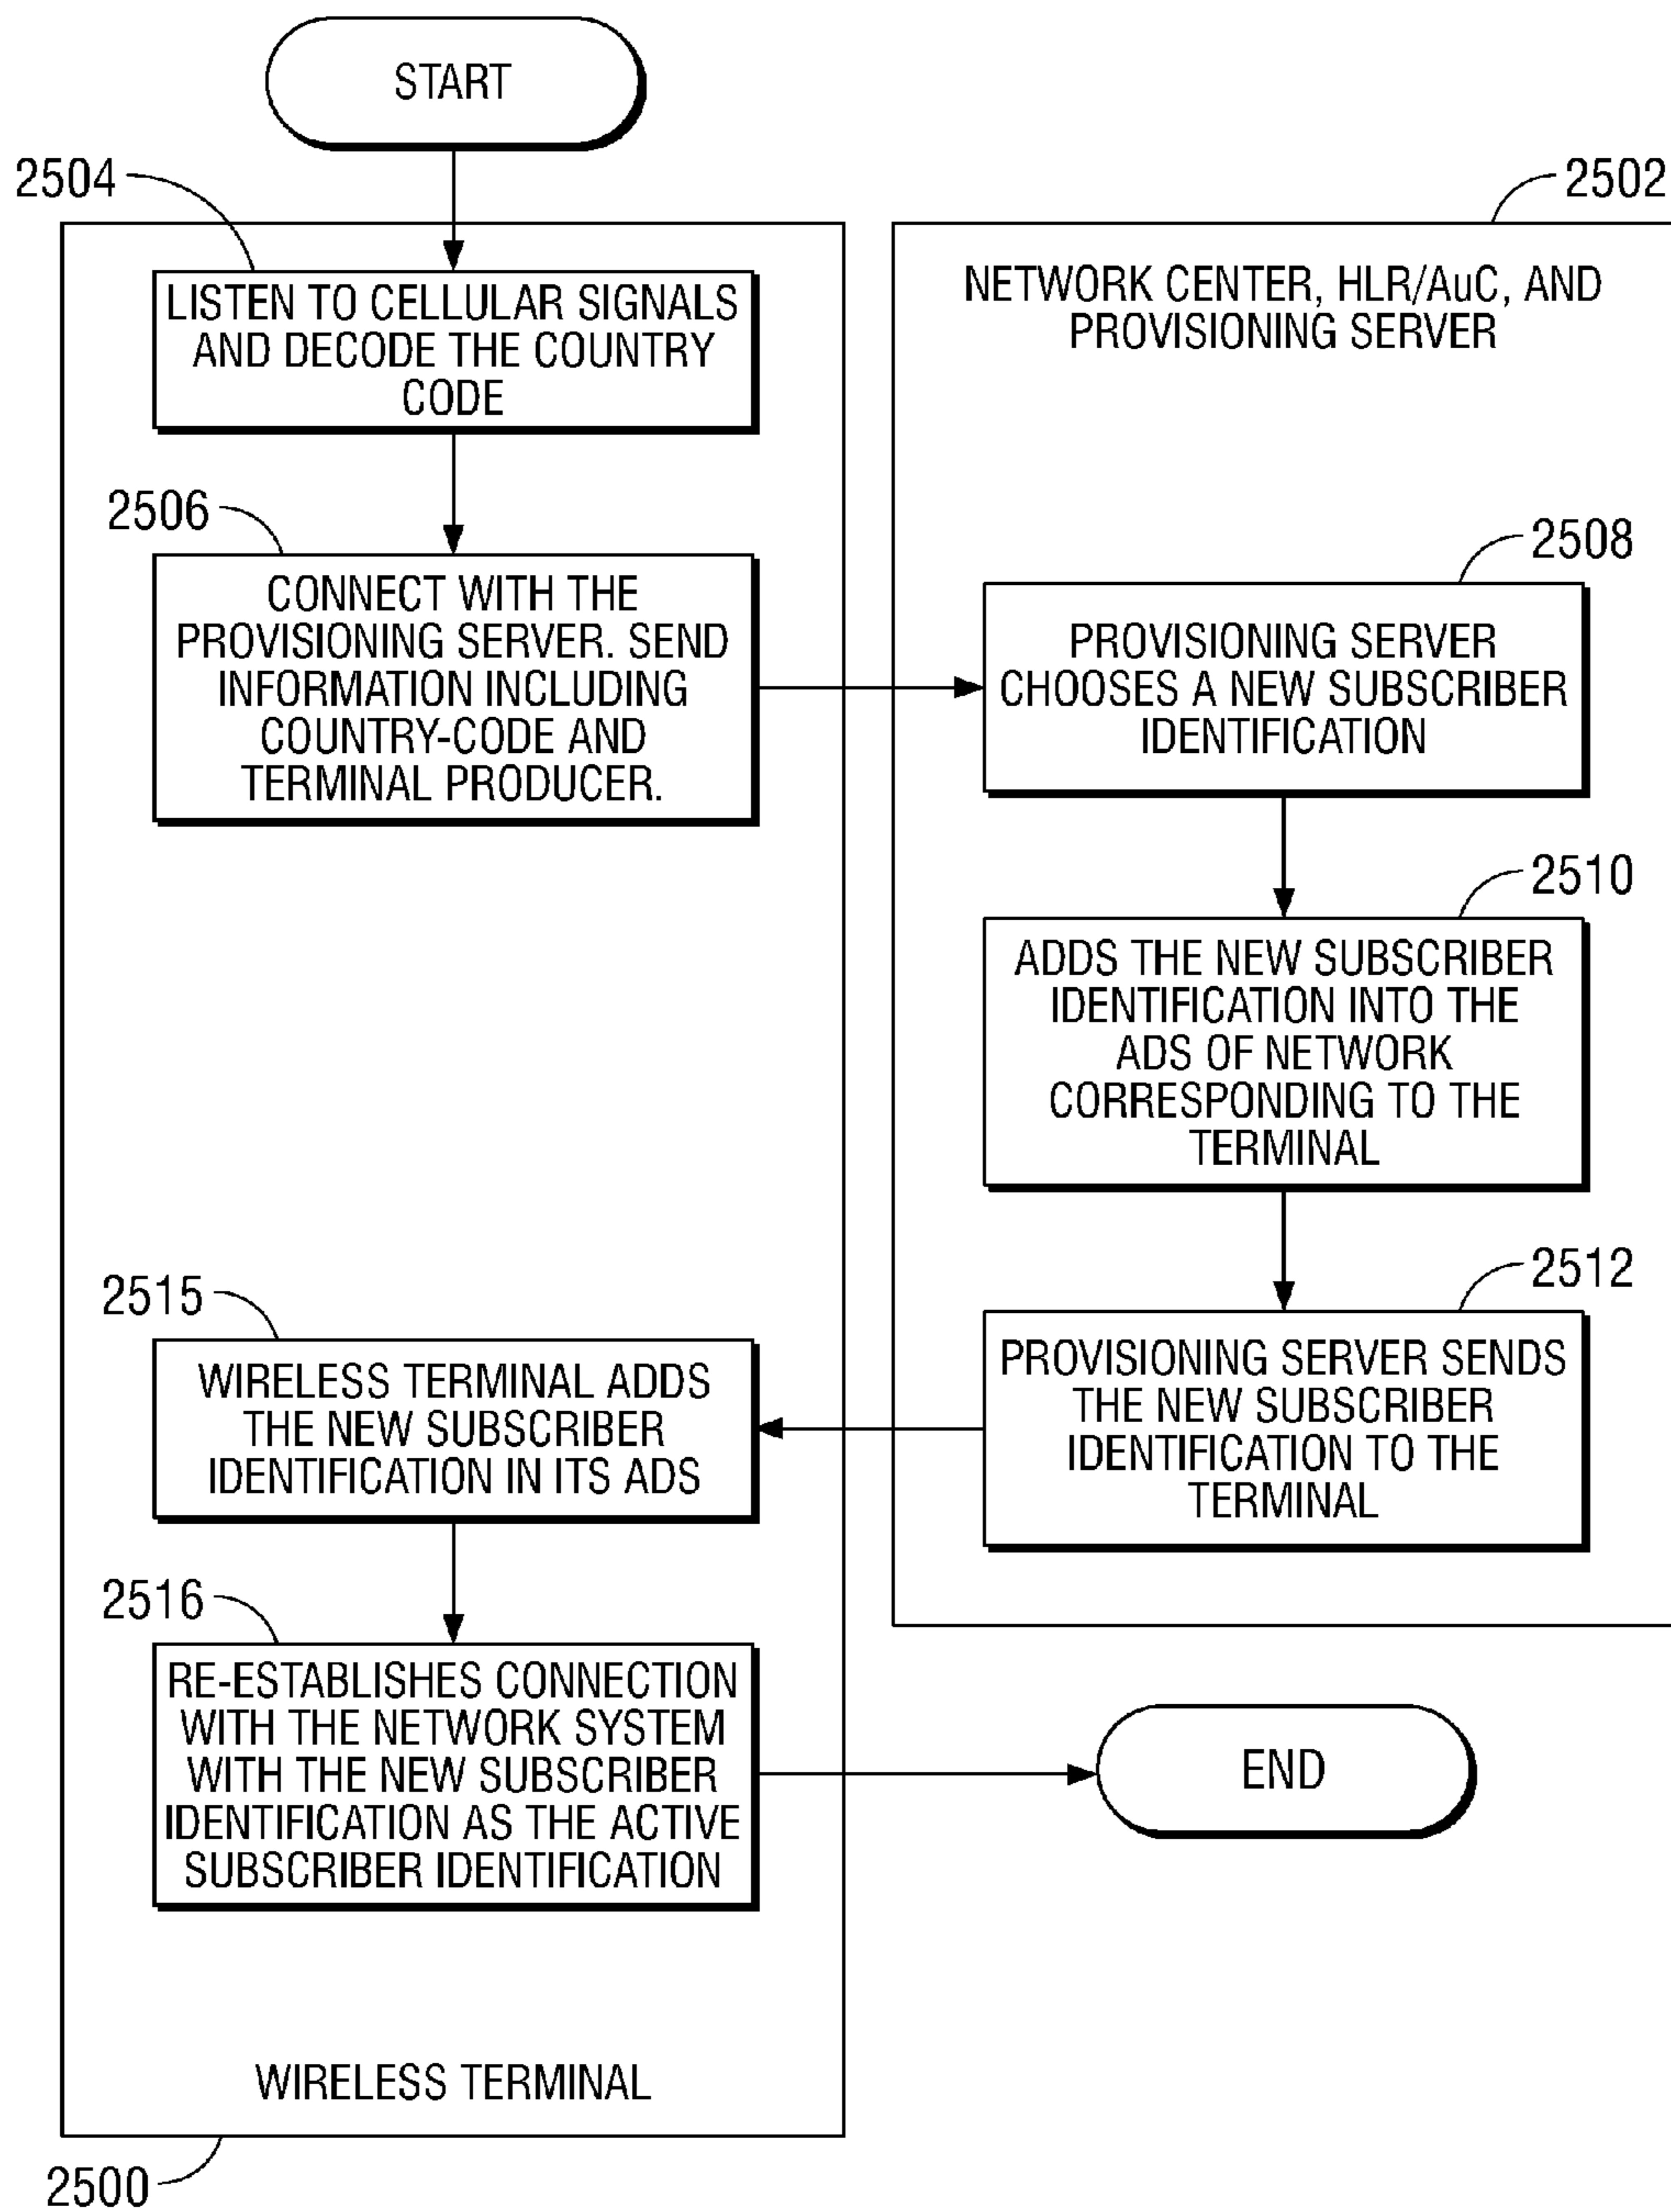 START
2504
2502
LISTEN TO CELLULAR SIGNALS
AND DECODE THE COUNTRY
CODE
NETWORK CENTER, HLR/AuC, AND
PROVISIONING SERVER
2506
CONNECT WITH THE
PROVISIONING SERVER. SEND
INFORMATION INCLUDING
COUNTRY-CODE AND
TERMINAL PRODUCER.
2508
PROVISIONING SERVER
CHOOSES A NEW SUBSCRIBER
IDENTIFICATION
2510
ADDS THE NEW SUBSCRIBER
IDENTIFICATION INTO THE
ADS OF NETWORK
CORRESPONDING TO THE
TERMINAL
2512
PROVISIONING SERVER SENDS
THE NEW SUBSCRIBER
IDENTIFICATION TO THE
TERMINAL
2515
WIRELESS TERMINAL ADDS
THE NEW SUBSCRIBER
IDENTIFICATION IN ITS ADS
2516
RE-ESTABLISHES CONNECTION
WITH THE NETWORK SYSTEM
WITH THE NEW SUBSCRIBER
IDENTIFICATION AS THE ACTIVE
SUBSCRIBER IDENTIFICATION
END
WIRELESS TERMINAL
2500